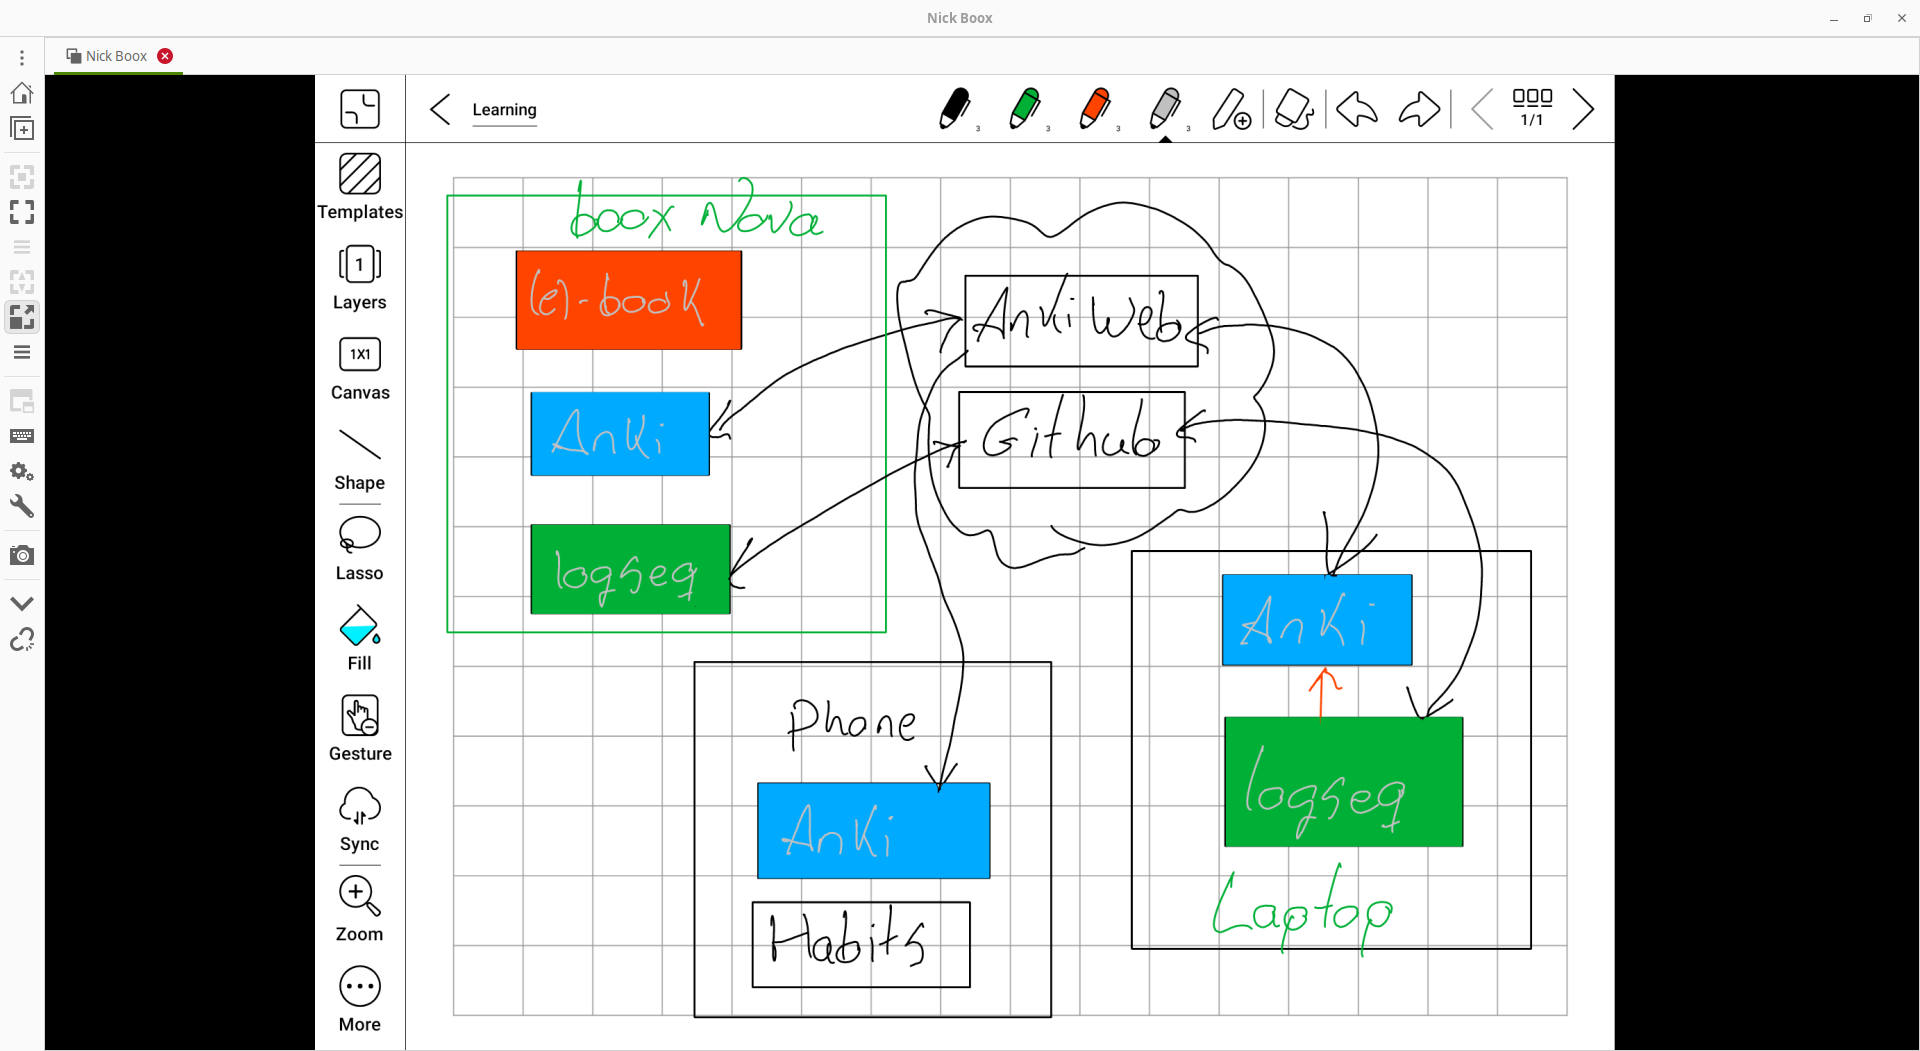 Nick Boox
Nick Boox
Learning
3
3
3
3
1/1
Templates
1
Layers
1X1
Canvas
Shape
Lasso
Fill
Gesture
Sync
Zoom
More
boox Nova
(e)-book
Anki
logseq
Anki Web
Github
Phone
Anki
Habits
Anki
logseq
Laptop